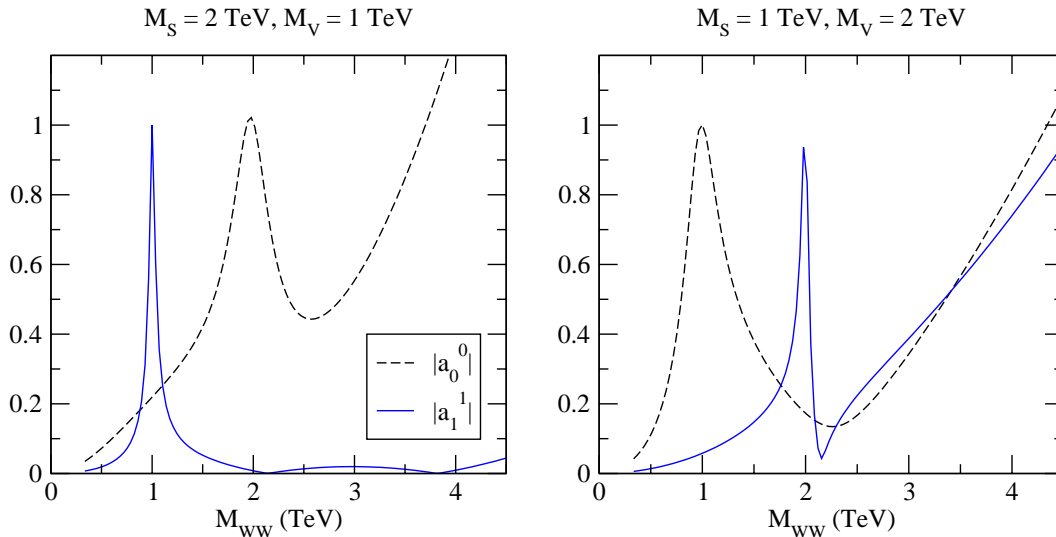 M_S = 2 TeV, M_V = 1 TeV
1
0.8
0.6
0.4
0.2
0
0 1 2 3 4
M_WW (TeV)
|a_0^0|
|a_1^1|
M_S = 1 TeV, M_V = 2 TeV
1
0.8
0.6
0.4
0.2
0
0 1 2 3 4
M_WW (TeV)